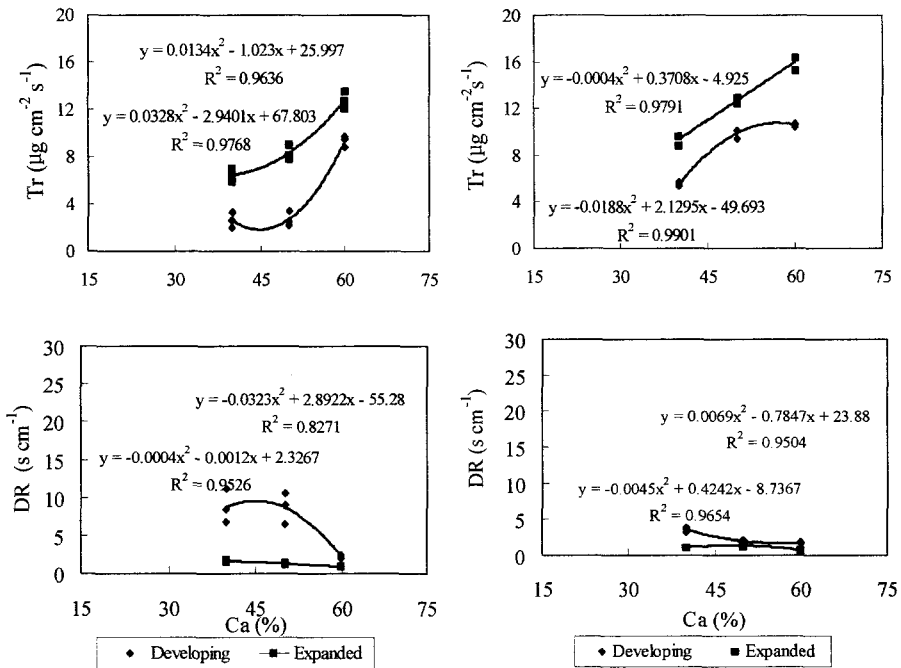 20
16
12
8
4
0
Tr (µg cm⁻² s⁻¹)
y = 0.0134x² - 1.023x + 25.997
R² = 0.9636
y = 0.0328x² - 2.9401x + 67.803
R² = 0.9768
15 30 45 60 75
20
16
12
8
4
0
Tr (µg cm⁻² s⁻¹)
y = -0.0004x² + 0.3708x - 4.925
R² = 0.9791
y = -0.0188x² + 2.1295x - 49.693
R² = 0.9901
15 30 45 60 75
30
25
20
15
10
5
0
DR (s cm⁻¹)
y = -0.0323x² + 2.8922x - 55.28
R² = 0.8271
y = -0.0004x² - 0.0012x + 2.3267
R² = 0.9526
15 30 45 60 75
Ca (%)
Developing Expanded
30
25
20
15
10
5
0
DR (s cm⁻¹)
y = 0.0069x² - 0.7847x + 23.88
R² = 0.9504
y = -0.0045x² + 0.4242x - 8.7367
R² = 0.9654
15 30 45 60 75
Ca (%)
Developing Expanded